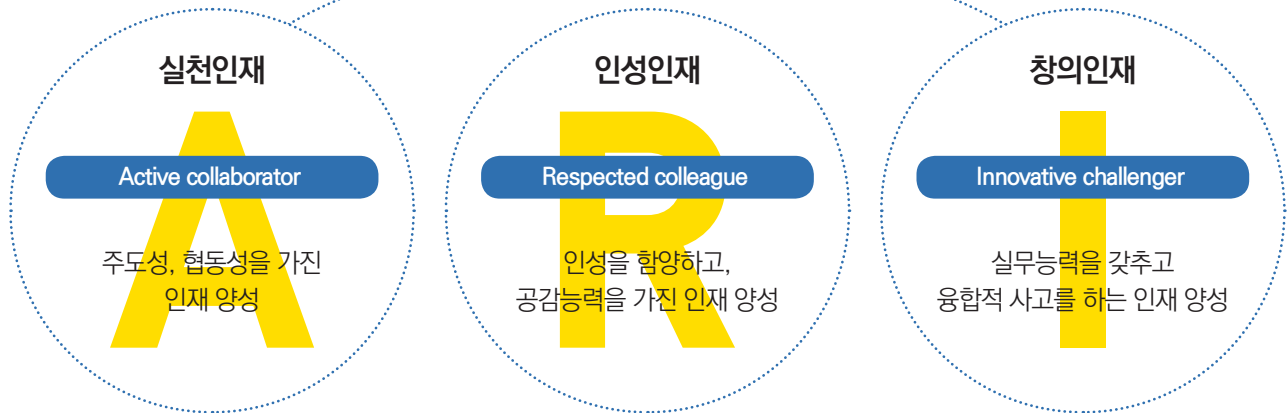 실천인재
A
Active collaborator
주도성, 협동성을 가진
인재 양성
인성인재
R
Respected colleague
인성을 함양하고,
공감능력을 가진 인재 양성
창의인재
I
Innovative challenger
실무능력을 갖추고
융합적 사고를 하는 인재 양성